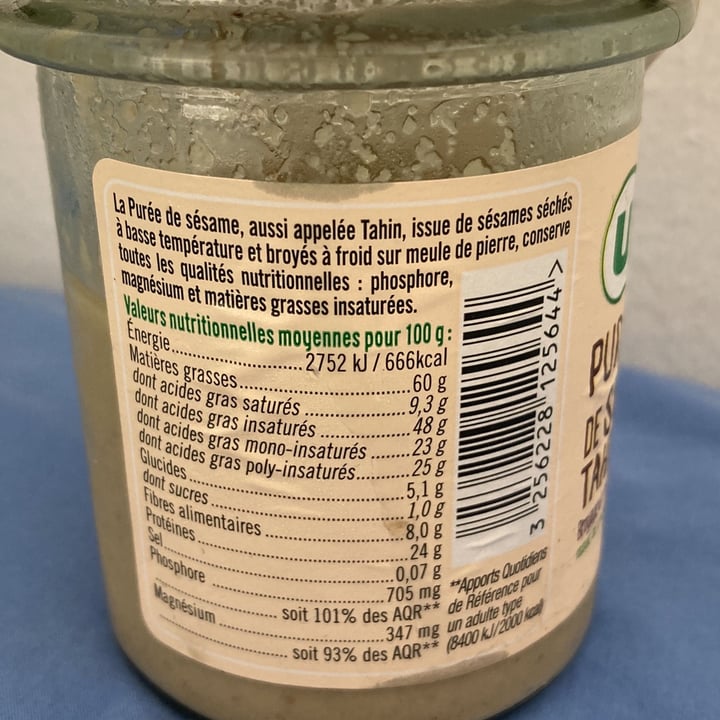 La Purée de sésame, aussi appelée Tahin, issue de sésames séchés
à basse température et broyés à froid sur meule de pierre, conserve
toutes les qualités nutritionnelles : phosphore,
magnésium et matières grasses insaturées.
Valeurs nutritionnelles moyennes pour 100 g :
Énergie 2752 kJ / 666kcal
Matières grasses 60 g
dont acides gras saturés 9,3 g
dont acides gras insaturés 48 g
dont acides gras mono-insaturés 23 g
dont acides gras poly-insaturés 25 g
Glucides 5,1 g
dont sucres 1,0 g
Fibres alimentaires 8,0 g
Protéines 24 g
Sel 0,07 g
Phosphore 705 mg
soit 101% des AQR**
Magnésium 347 mg
soit 93% des AQR**
**Apports Quotidiens
de Référence pour
un adulte type
(8400 kJ/2000 kcal)
3 256228 125644 >
U
PU
DE S
TA